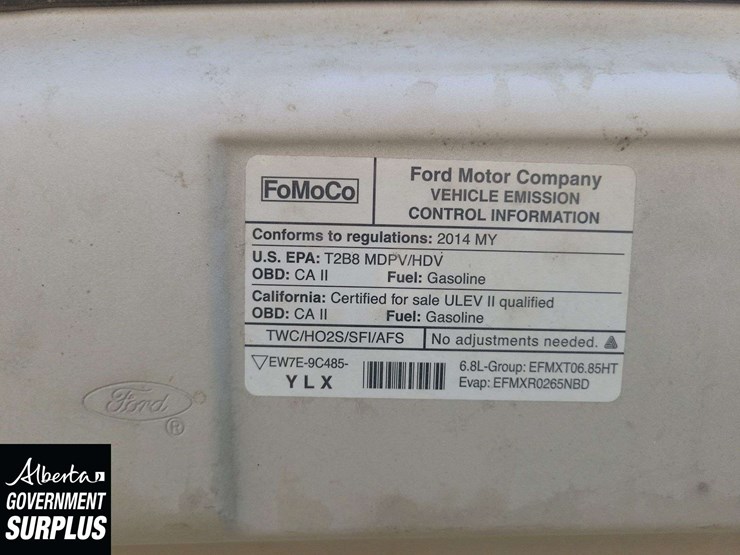 FoMoCo
Ford Motor Company
VEHICLE EMISSION
CONTROL INFORMATION
Conforms to regulations: 2014 MY
U.S. EPA: T2B8 MDPV/HDV
OBD: CA II Fuel: Gasoline
California: Certified for sale ULEV II qualified
OBD: CA II Fuel: Gasoline
TWC/HO2S/SFI/AFS No adjustments needed.
EW7E-9C485-
YLX
6.8L-Group: EFMXT06.85HT
Evap: EFMXR0265NBD
Ford
®
Alberta
GOVERNMENT
SURPLUS